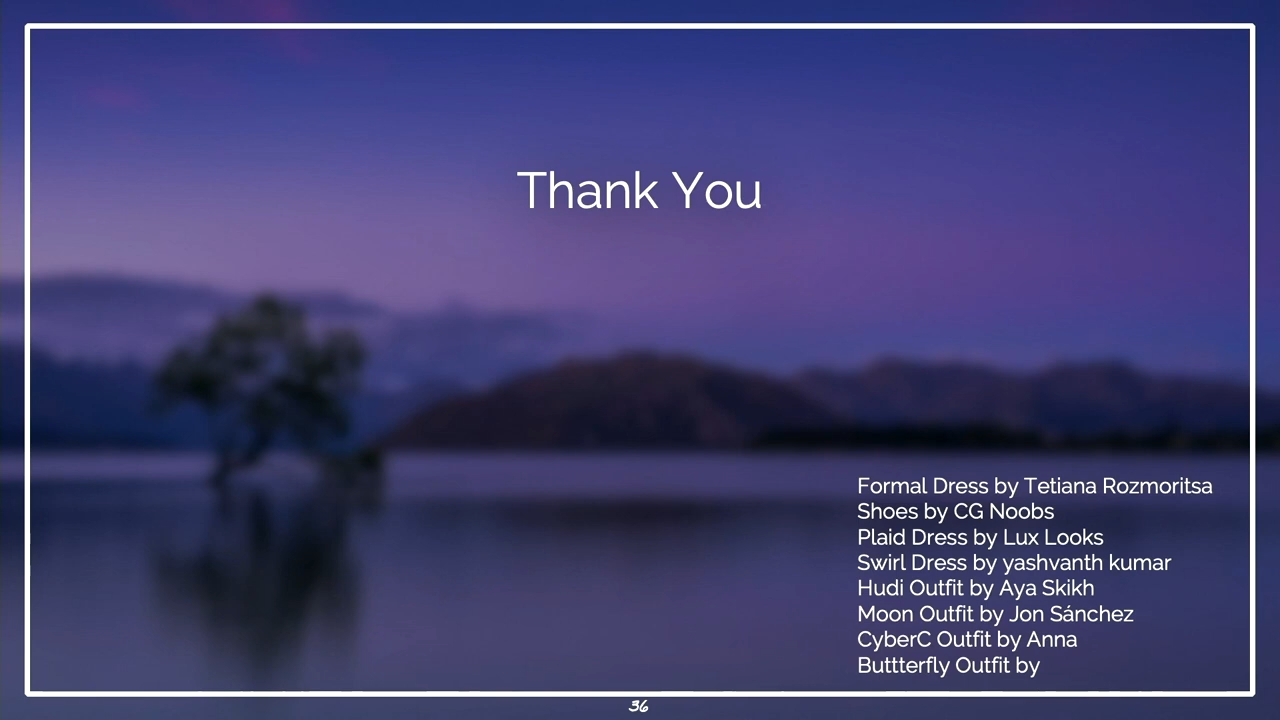 Thank You
Formal Dress by Tetiana Rozmoritsa
Shoes by CG Noobs
Plaid Dress by Lux Looks
Swirl Dress by yashvanth kumar
Hudi Outfit by Aya Skikh
Moon Outfit by Jon Sánchez
CyberC Outfit by Anna
Buttterfly Outfit by
36